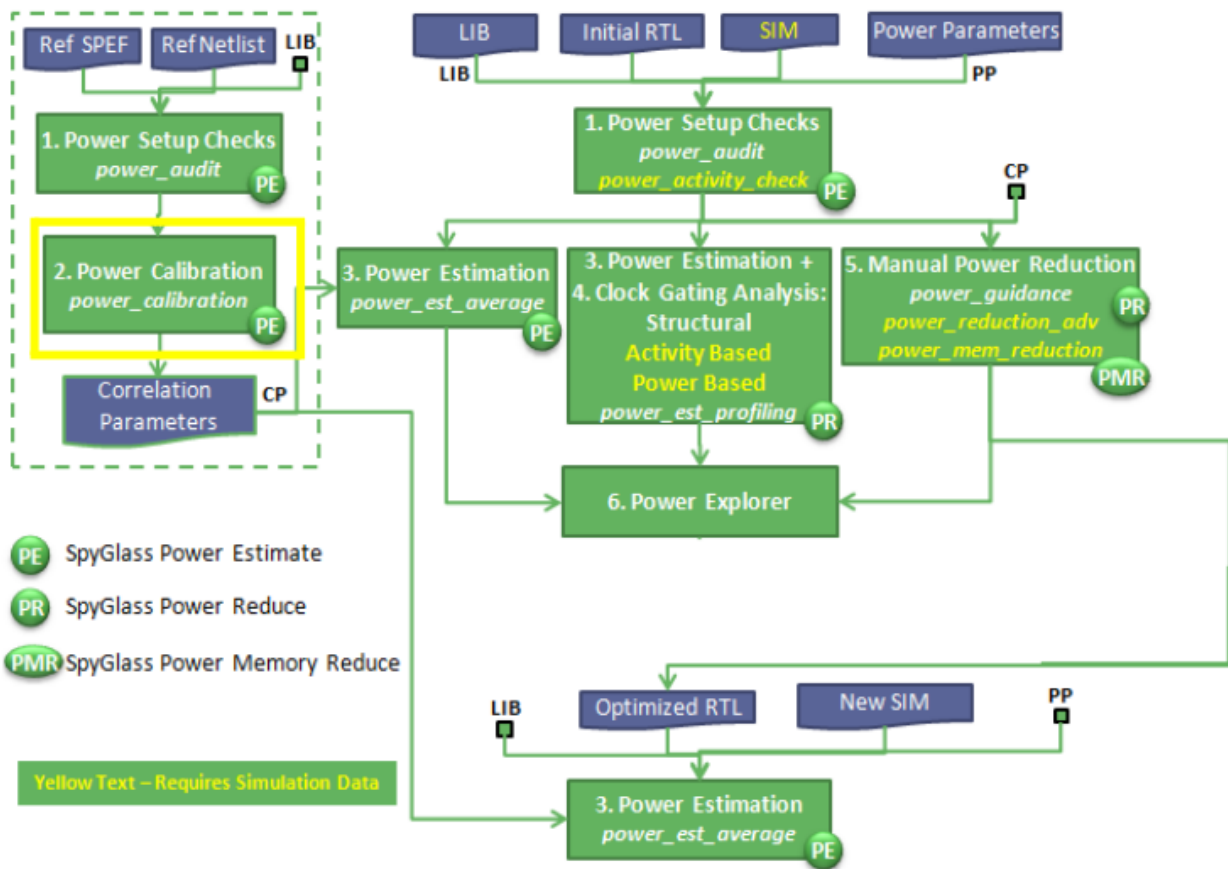 Ref SPEF
Ref Netlist
LIB
1. Power Setup Checks
power_audit
PE
2. Power Calibration
power_calibration
PE
Correlation
Parameters
CP
LIB
Initial RTL
SIM
Power Parameters
LIB
PP
1. Power Setup Checks
power_audit
power_activity_check
PE
CP
3. Power Estimation
power_est_average
PE
3. Power Estimation +
4. Clock Gating Analysis:
Structural
Activity Based
Power Based
power_est_profiling
PR
5. Manual Power Reduction
power_guidance
power_reduction_adv
power_mem_reduction
PR
PMR
6. Power Explorer
PE SpyGlass Power Estimate
PR SpyGlass Power Reduce
PMR SpyGlass Power Memory Reduce
Yellow Text – Requires Simulation Data
LIB
Optimized RTL
New SIM
PP
3. Power Estimation
power_est_average
PE